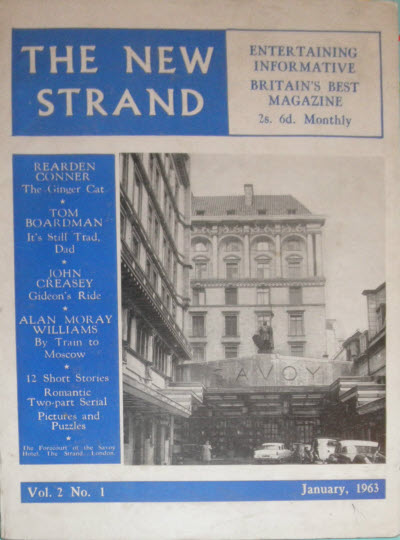 THE NEW
STRAND
ENTERTAINING
INFORMATIVE
BRITAIN'S BEST
MAGAZINE
2s. 6d. Monthly
REARDEN
CONNER
The Ginger Cat
★
TOM
BOARDMAN
It's Still Trad,
Dad
★
JOHN
CREASEY
Gideon's Ride
★
ALAN MORAY
WILLIAMS
By Train to
Moscow
★
12 Short Stories
Romantic
Two-part Serial
Pictures and
Puzzles
★
The Forecourt of the Savoy
Hotel, The Strand, London.
SAVOY
Vol. 2 No. 1
January, 1963